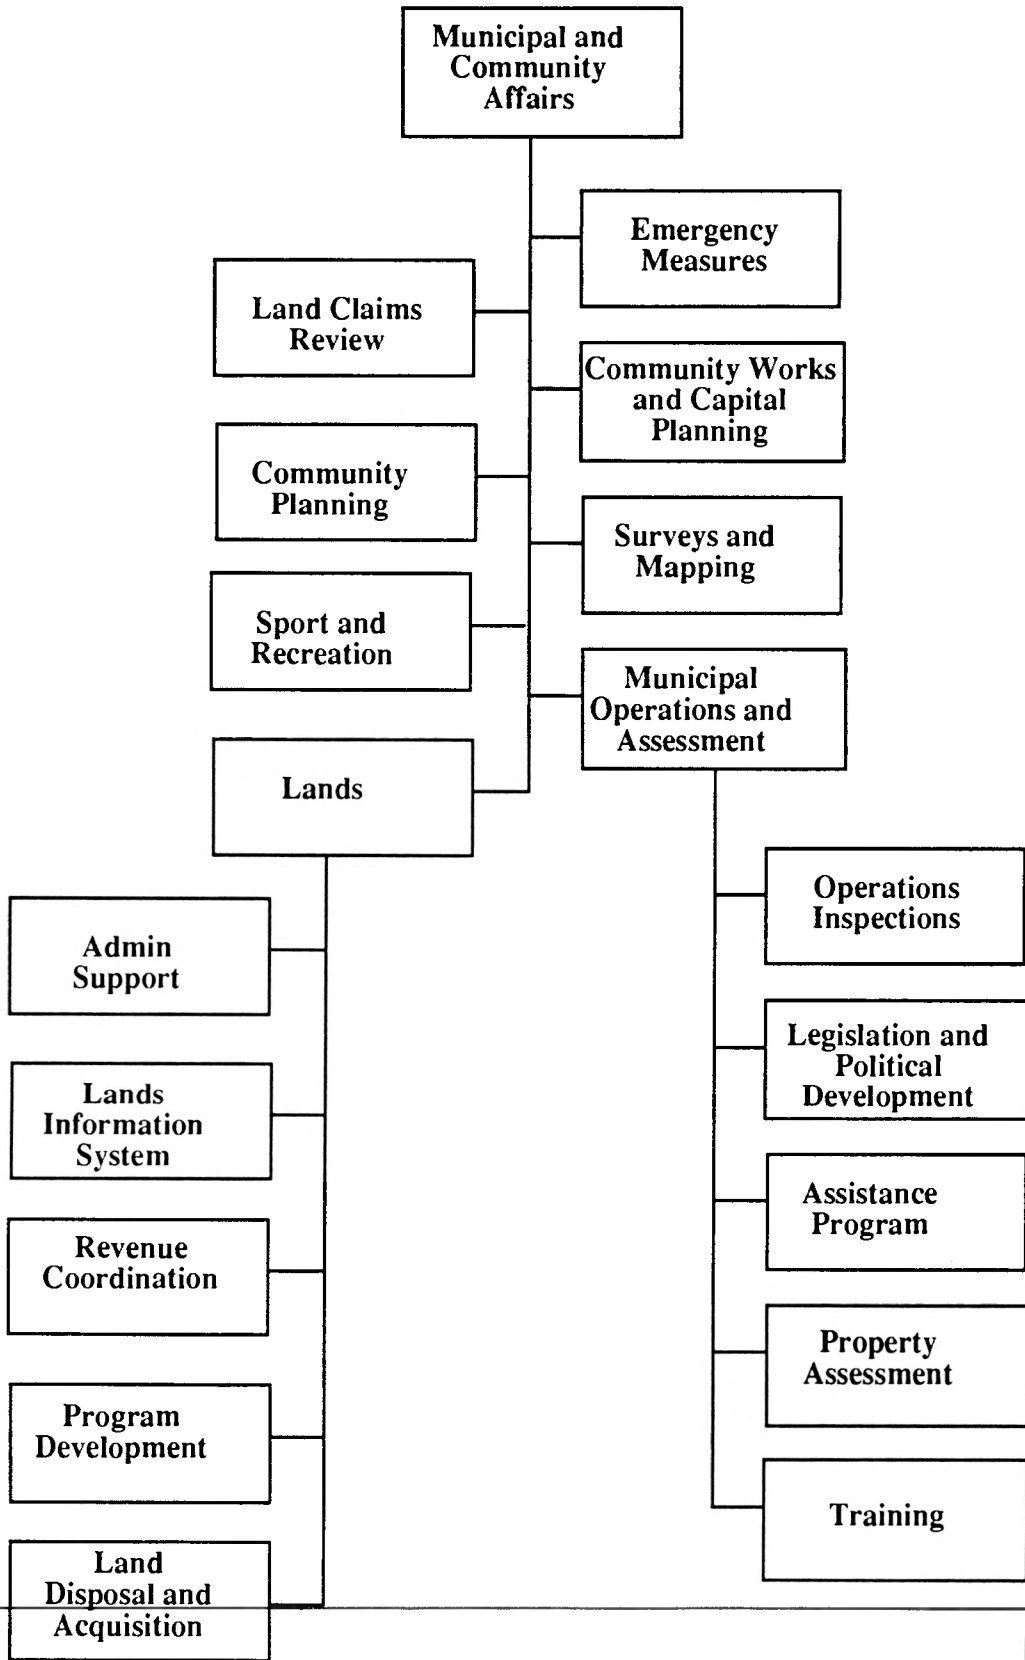 Municipal and
Community
Affairs
Emergency
Measures
Land Claims
Review
Community Works
and Capital
Planning
Community
Planning
Surveys and
Mapping
Sport and
Recreation
Municipal
Operations and
Assessment
Lands
Operations
Inspections
Admin
Support
Legislation and
Political
Development
Lands
Information
System
Assistance
Program
Revenue
Coordination
Property
Assessment
Program
Development
Training
Land
Disposal and
Acquisition